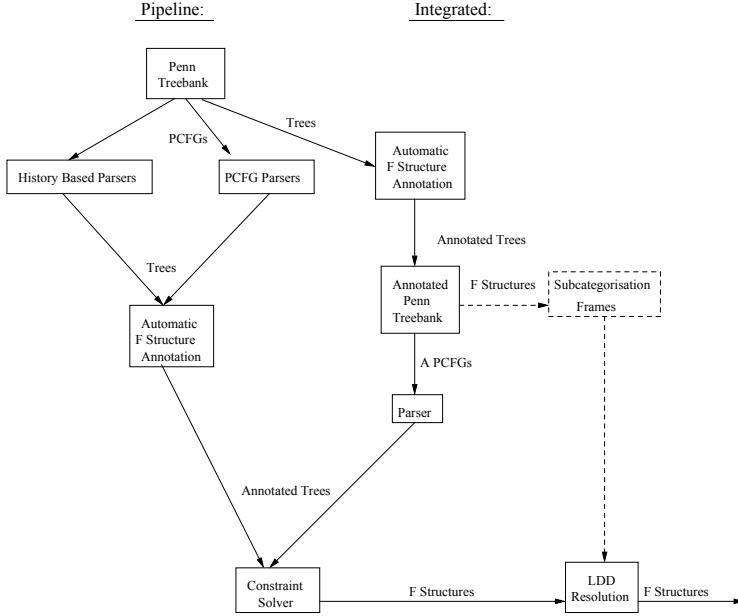 Pipeline:
Integrated:
Penn
Treebank
Trees
PCFGs
Automatic
F Structure
Annotation
History Based Parsers
PCFG Parsers
Annotated Trees
Trees
Annotated
Penn
Treebank
F Structures
Subcategorisation
Frames
Automatic
F Structure
Annotation
A PCFGs
Parser
Annotated Trees
Constraint
Solver
F Structures
LDD
Resolution
F Structures